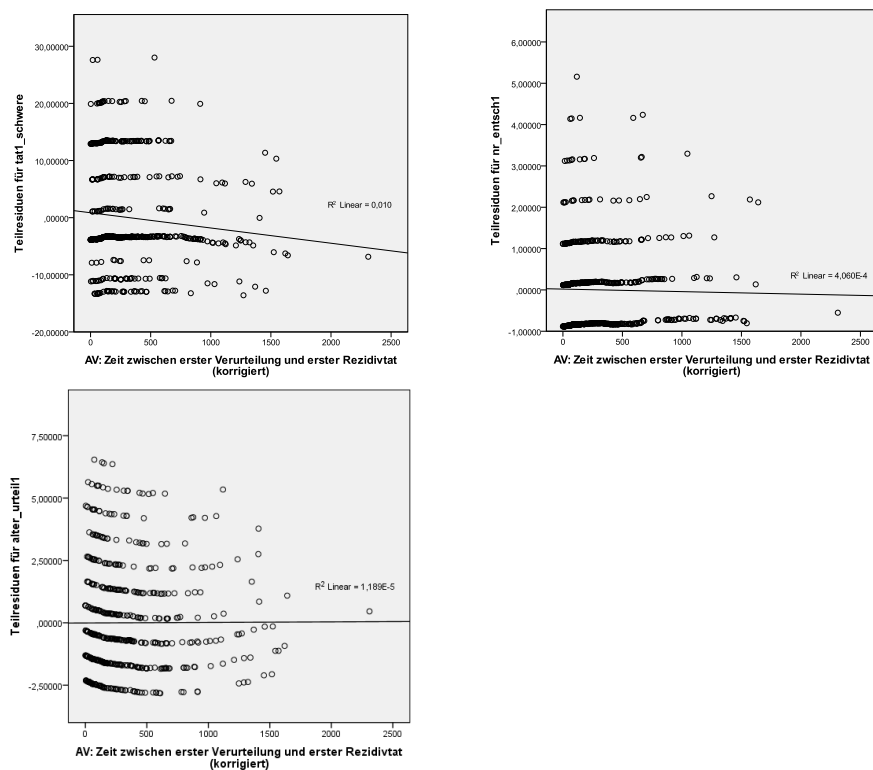 30,00000
20,00000
10,00000
,00000
-10,00000
-20,00000
Teilresiduen für tat1_schwere
R² Linear = 0,010
0 500 1000 1500 2000 2500
AV: Zeit zwischen erster Verurteilung und erster Rezidivtat
(korrigiert)
6,00000
5,00000
4,00000
3,00000
2,00000
1,00000
,00000
-1,00000
Teilresiduen für nr_entsch1
R² Linear = 4,060E-4
0 500 1000 1500 2000 2500
AV: Zeit zwischen erster Verurteilung und erster Rezidivtat
(korrigiert)
7,50000
5,00000
2,50000
,00000
-2,50000
Teilresiduen für alter_urteil1
R² Linear = 1,189E-5
0 500 1000 1500 2000 2500
AV: Zeit zwischen erster Verurteilung und erster Rezidivtat
(korrigiert)